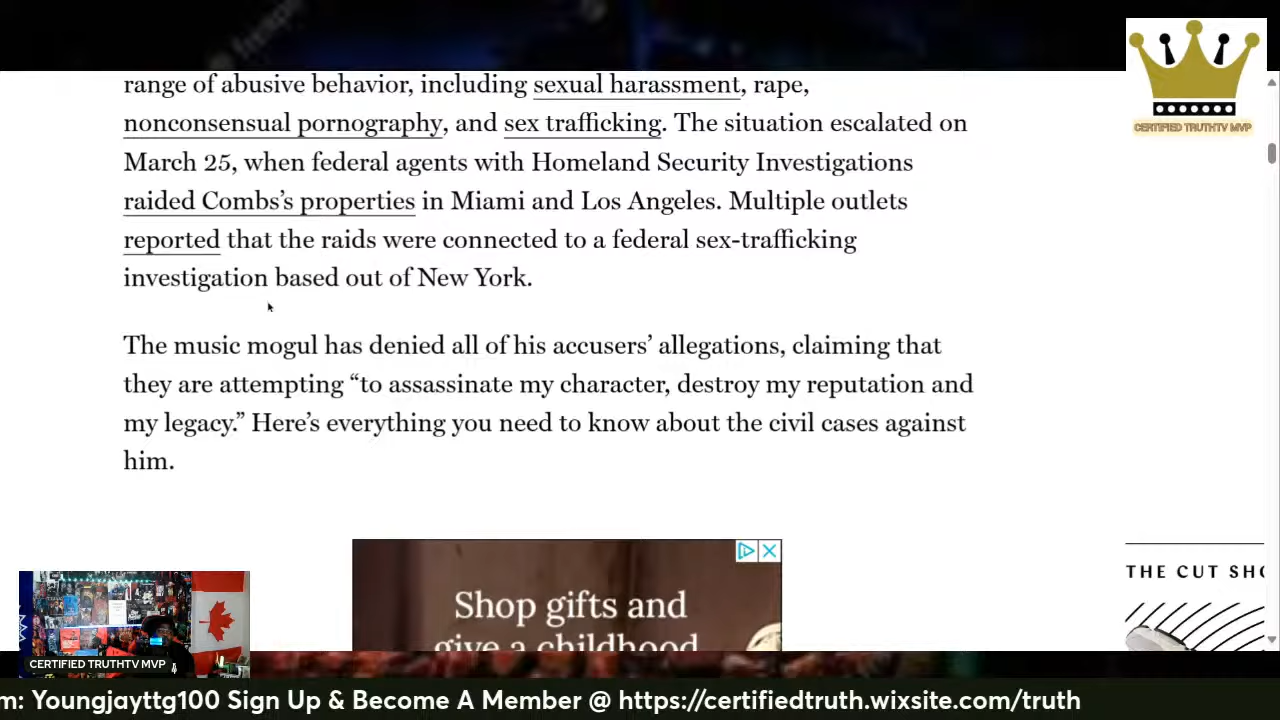 range of abusive behavior, including sexual harassment, rape,
nonconsensual pornography, and sex trafficking. The situation escalated on
March 25, when federal agents with Homeland Security Investigations
raided Combs’s properties in Miami and Los Angeles. Multiple outlets
reported that the raids were connected to a federal sex-trafficking
investigation based out of New York.
The music mogul has denied all of his accusers’ allegations, claiming that
they are attempting “to assassinate my character, destroy my reputation and
my legacy.” Here’s everything you need to know about the civil cases against
him.
CERTIFIED TRUTHTV MVP
Shop gifts and
give a childhood
THE CUT SHO
CERTIFIED TRUTHTV MVP
m: Youngjayttg100 Sign Up & Become A Member @ https://certifiedtruth.wixsite.com/truth